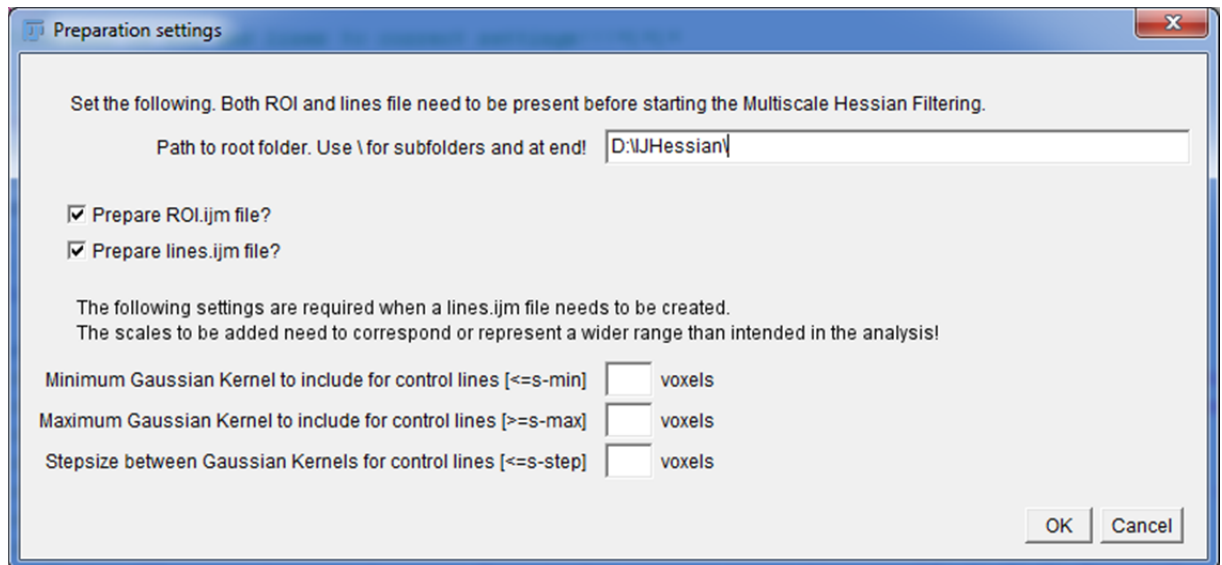 Preparation settings
Set the following. Both ROI and lines file need to be present before starting the Multiscale Hessian Filtering.
Path to root folder. Use \ for subfolders and at end! D:\IJHessian\
Prepare ROI.ijm file?
Prepare lines.ijm file?
The following settings are required when a lines.ijm file needs to be created.
The scales to be added need to correspond or represent a wider range than intended in the analysis!
Minimum Gaussian Kernel to include for control lines [<=s-min] voxels
Maximum Gaussian Kernel to include for control lines [>=s-max] voxels
Stepsize between Gaussian Kernels for control lines [<=s-step] voxels
OK Cancel